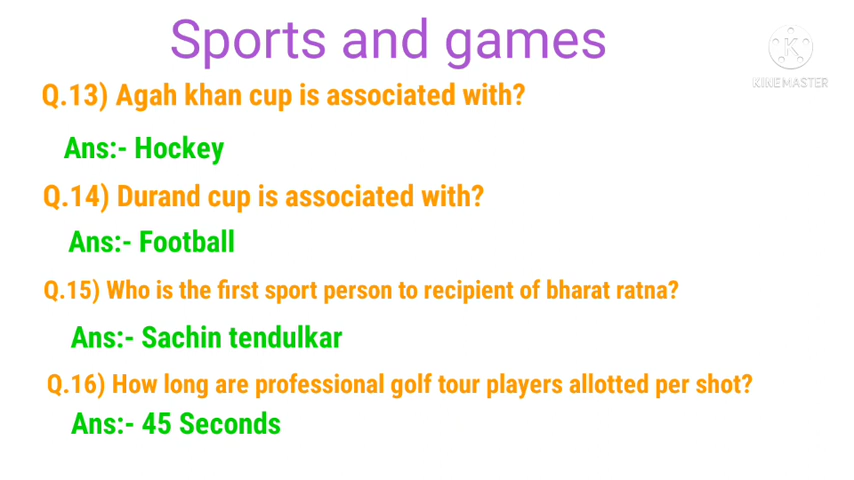 Sports and games
K
KINEMASTER
Q.13) Agah khan cup is associated with?
Ans:- Hockey
Q.14) Durand cup is associated with?
Ans:- Football
Q.15) Who is the first sport person to recipient of bharat ratna?
Ans:- Sachin tendulkar
Q.16) How long are professional golf tour players allotted per shot?
Ans:- 45 Seconds